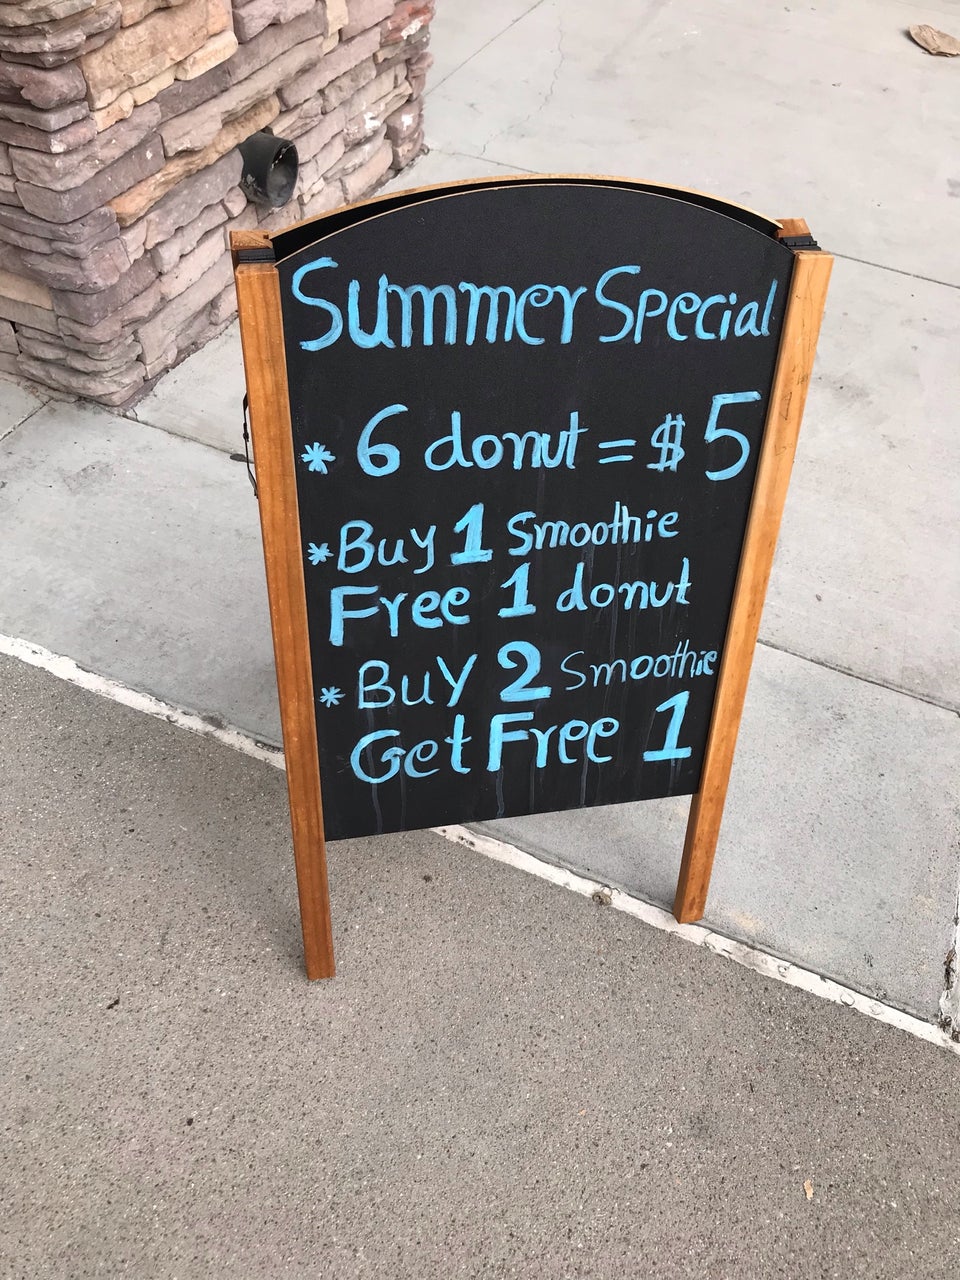 Summer Special
* 6 donut = $5
* Buy 1 Smoothie
Free 1 donut
* Buy 2 Smoothie
Get Free 1